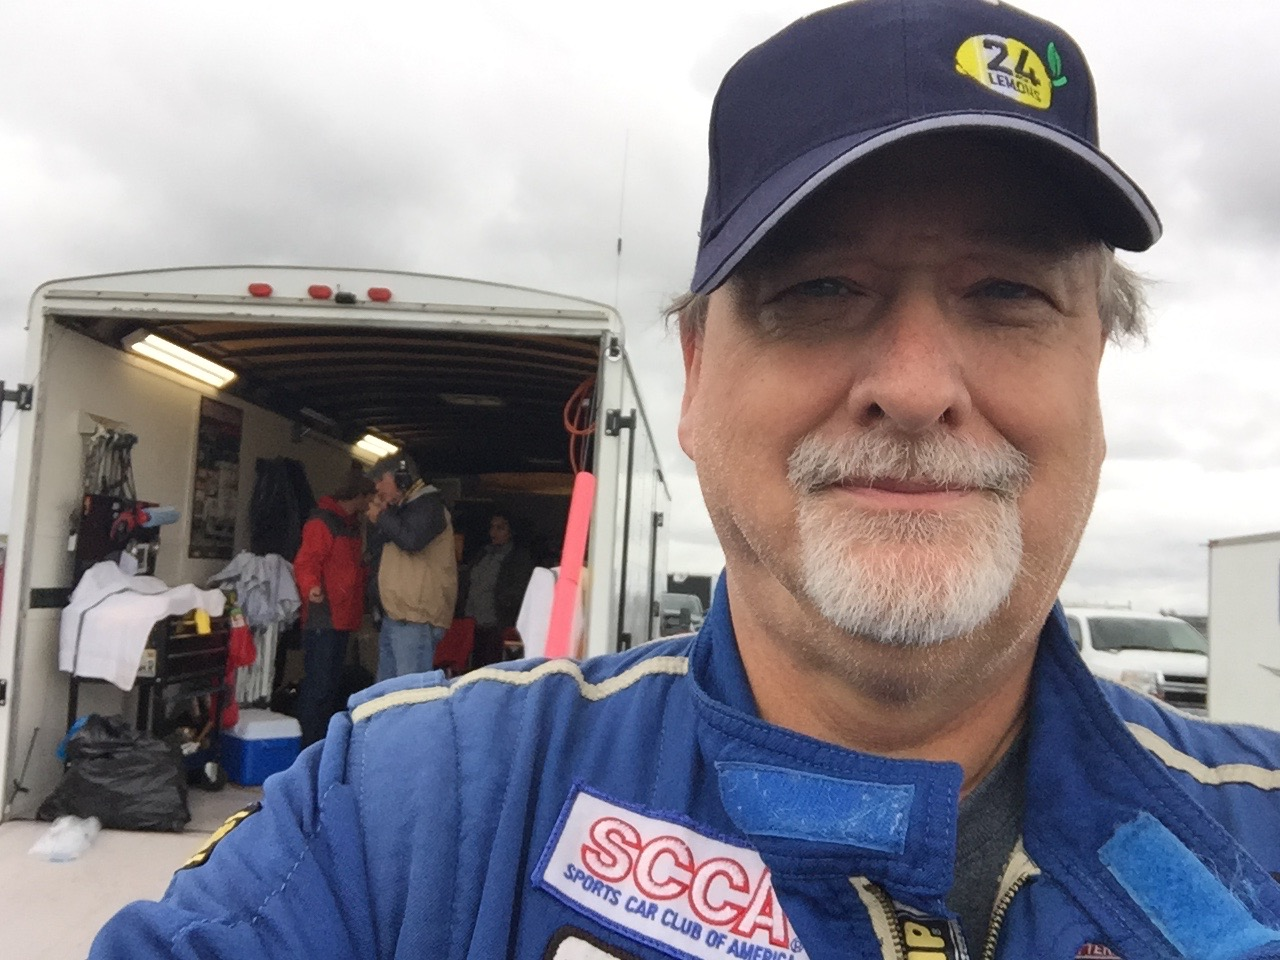 24
LEMONS
SCCA®
SPORTS CAR CLUB OF AMERICA